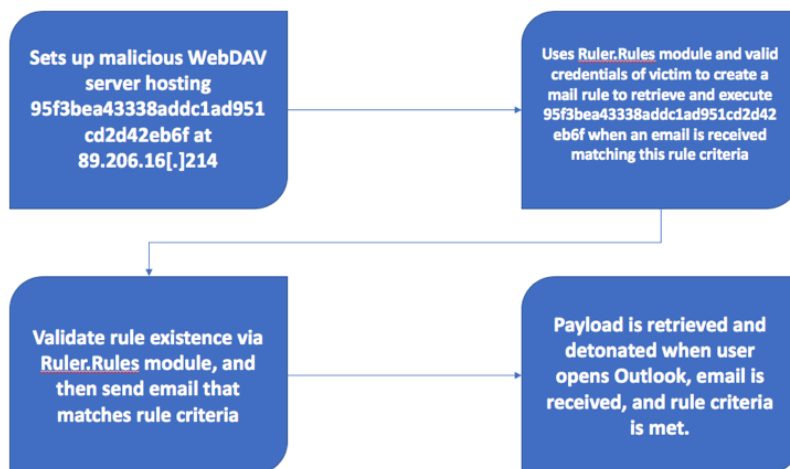 Sets up malicious WebDAV
server hosting
95f3bea43338addc1ad951
cd2d42eb6f at
89.206.16[.]214
Uses Ruler.Rules module and valid
credentials of victim to create a
mail rule to retrieve and execute
95f3bea43338addc1ad951cd2d42
eb6f when an email is received
matching this rule criteria
Validate rule existence via
Ruler.Rules module, and
then send email that
matches rule criteria
Payload is retrieved and
detonated when user
opens Outlook, email is
received, and rule criteria
is met.